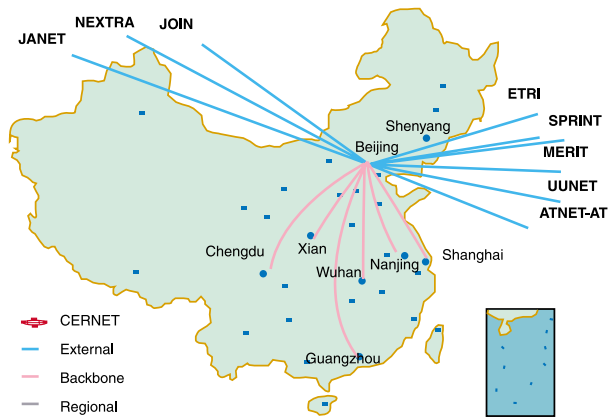 NEXTRA
JOIN
JANET
ETRI
SPRINT
Shenyang
Beijing
MERIT
UUNET
ATNET-AT
Xian
Chengdu
Shanghai
Nanjing
Wuhan
CERNET
External
Guangzhou
Backbone
Regional